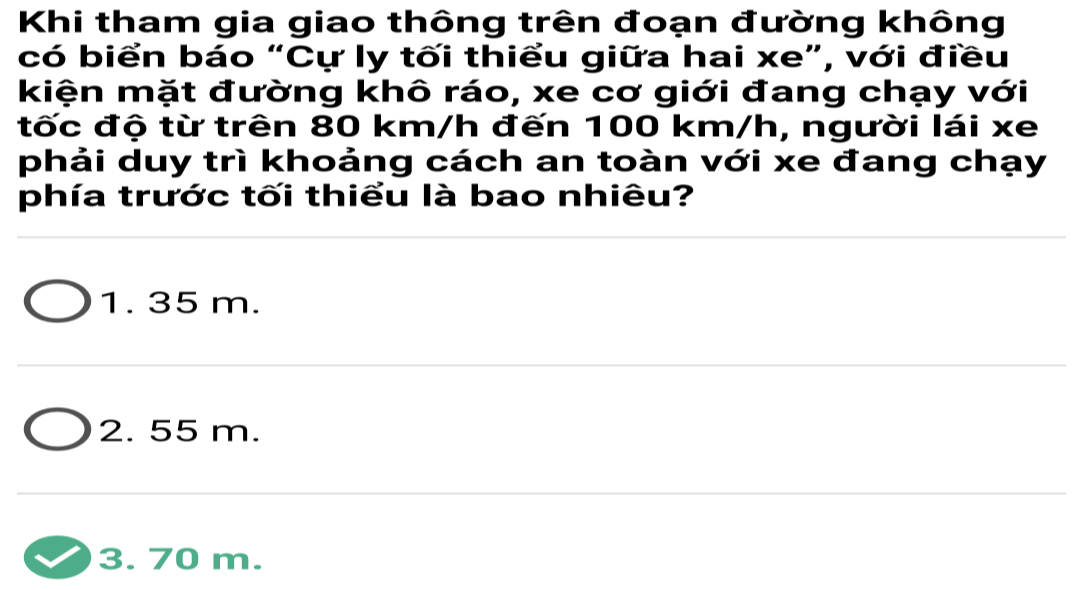 Khi tham gia giao thông trên đoạn đường không
có biển báo “Cự ly tối thiểu giữa hai xe”, với điều
kiện mặt đường khô ráo, xe cơ giới đang chạy với
tốc độ từ trên 80 km/h đến 100 km/h, người lái xe
phải duy trì khoảng cách an toàn với xe đang chạy
phía trước tối thiểu là bao nhiêu?
1. 35 m.
2. 55 m.
3. 70 m.